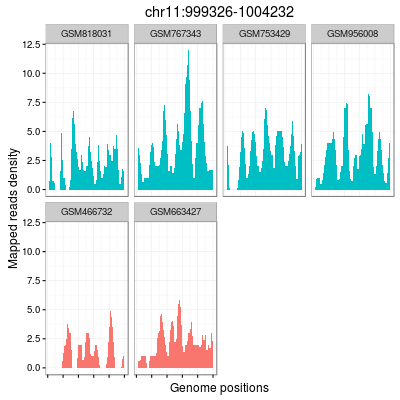 chr11:999326-1004232
GSM818031 GSM767343 GSM753429 GSM956008
12.5
10.0
7.5
5.0
2.5
0.0
GSM466732 GSM663427
12.5
10.0
7.5
5.0
2.5
0.0
Mapped reads density
Genome positions